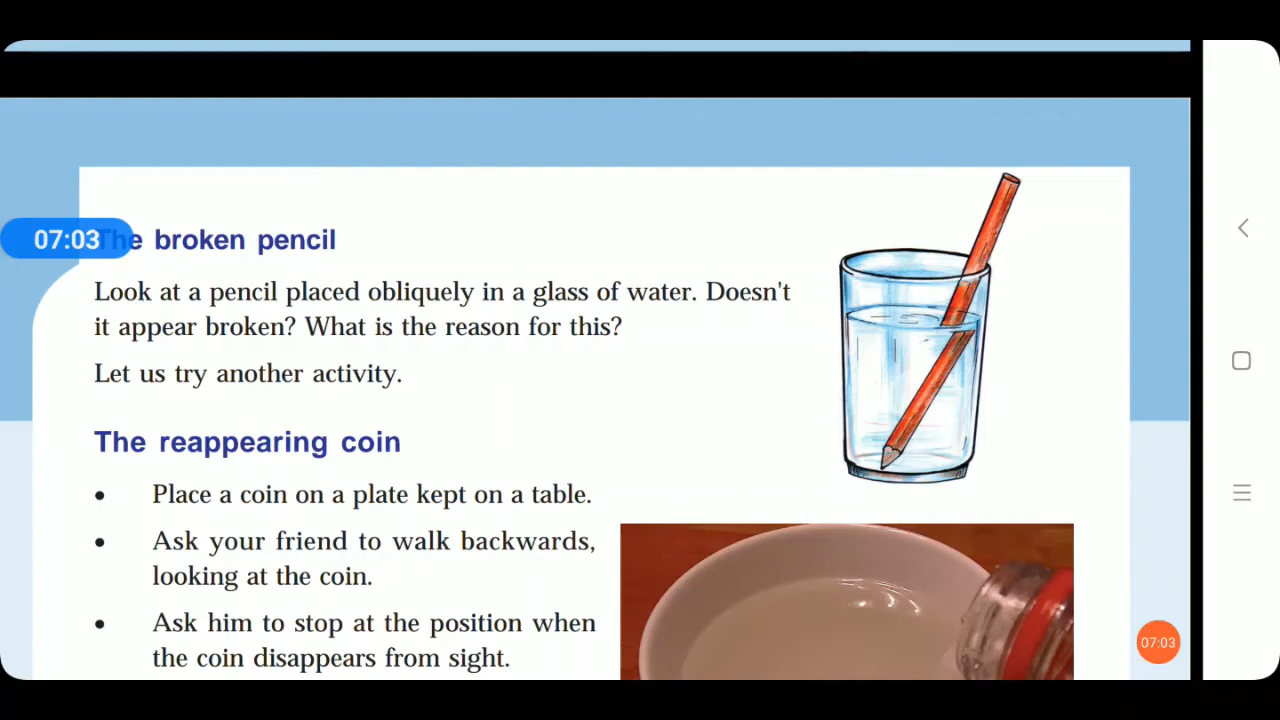 The broken pencil
07:03
Look at a pencil placed obliquely in a glass of water. Doesn't
it appear broken? What is the reason for this?
Let us try another activity.
The reappearing coin
• Place a coin on a plate kept on a table.
• Ask your friend to walk backwards,
looking at the coin.
• Ask him to stop at the position when
the coin disappears from sight.
07:03